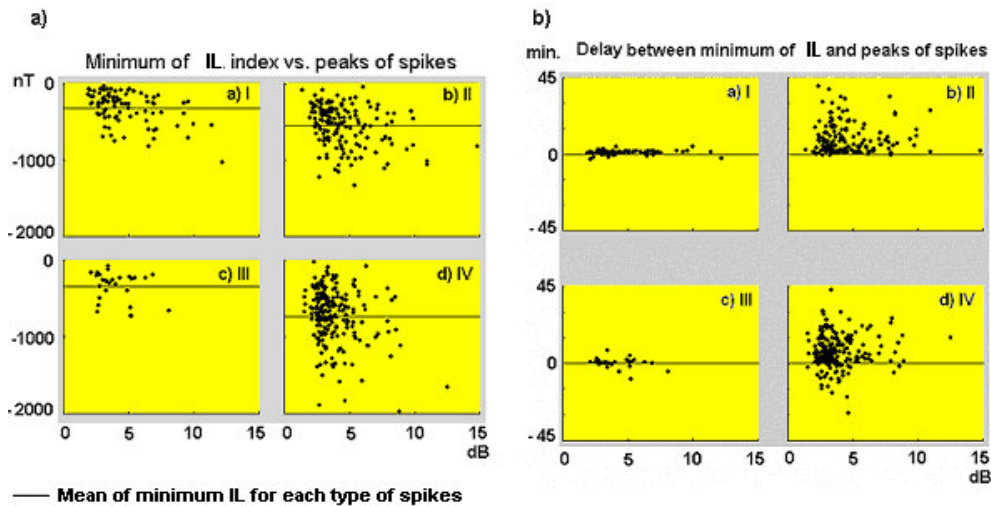 a)
Minimum of IL. index vs. peaks of spikes
nT
0
-1000
-2000
a) I
b) II
0
-1000
-2000
c) III
d) IV
0 5 10 15
dB
0 5 10 15
dB
Mean of minimum IL for each type of spikes
b)
min. Delay between minimum of IL and peaks of spikes
45
0
-45
a) I
b) II
45
0
-45
c) III
d) IV
0 5 10 15
0 5 10 15
dB